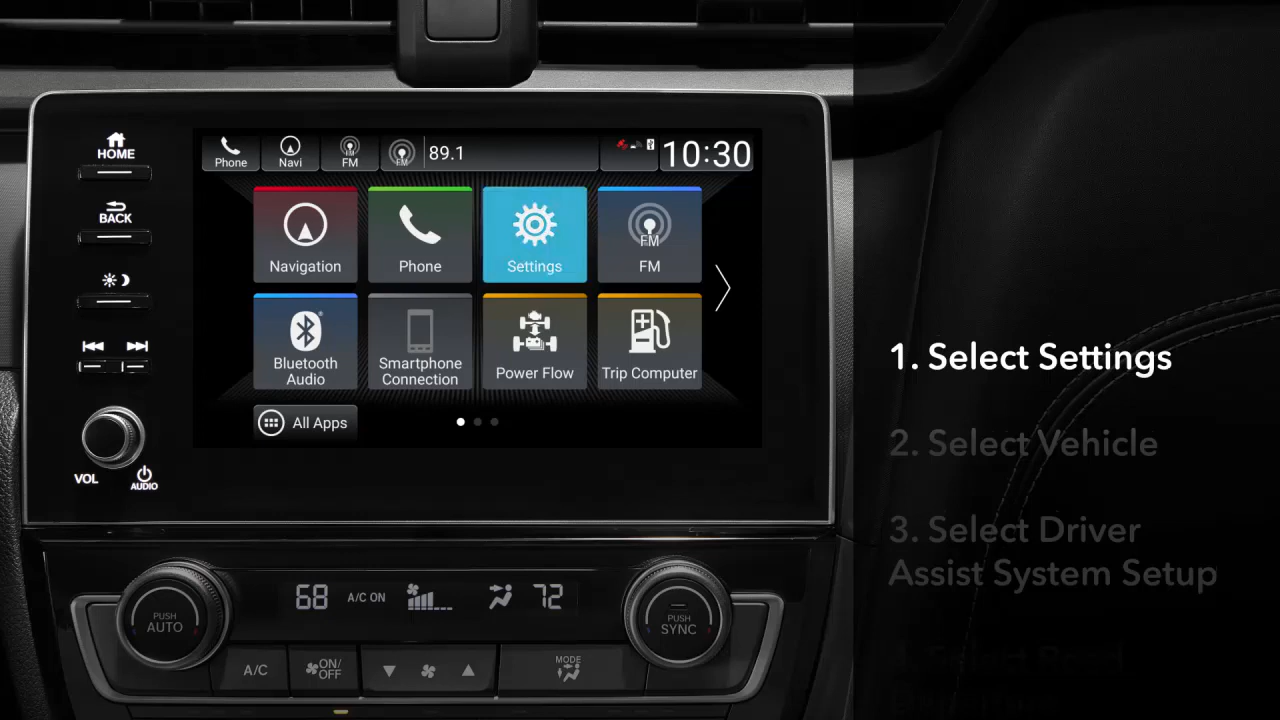 HOME
BACK
VOL
AUDIO
Phone
Navi
FM
FM
FM
89.1
10:30
Navigation
Phone
Settings
FM
FM
Bluetooth
Audio
Smartphone
Connection
Power Flow
Trip Computer
All Apps
1. Select Settings
2. Select Vehicle
3. Select Driver
Assist System Setup
PUSH
AUTO
68
A/C ON
72
PUSH
SYNC
A/C
ON/
OFF
MODE